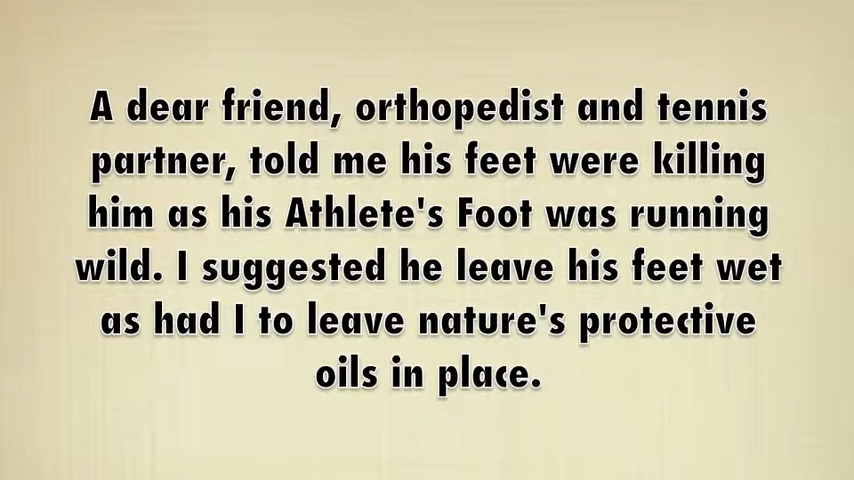 A dear friend, orthopedist and tennis
partner, told me his feet were killing
him as his Athlete's Foot was running
wild. I suggested he leave his feet wet
as had I to leave nature's protective
oils in place.